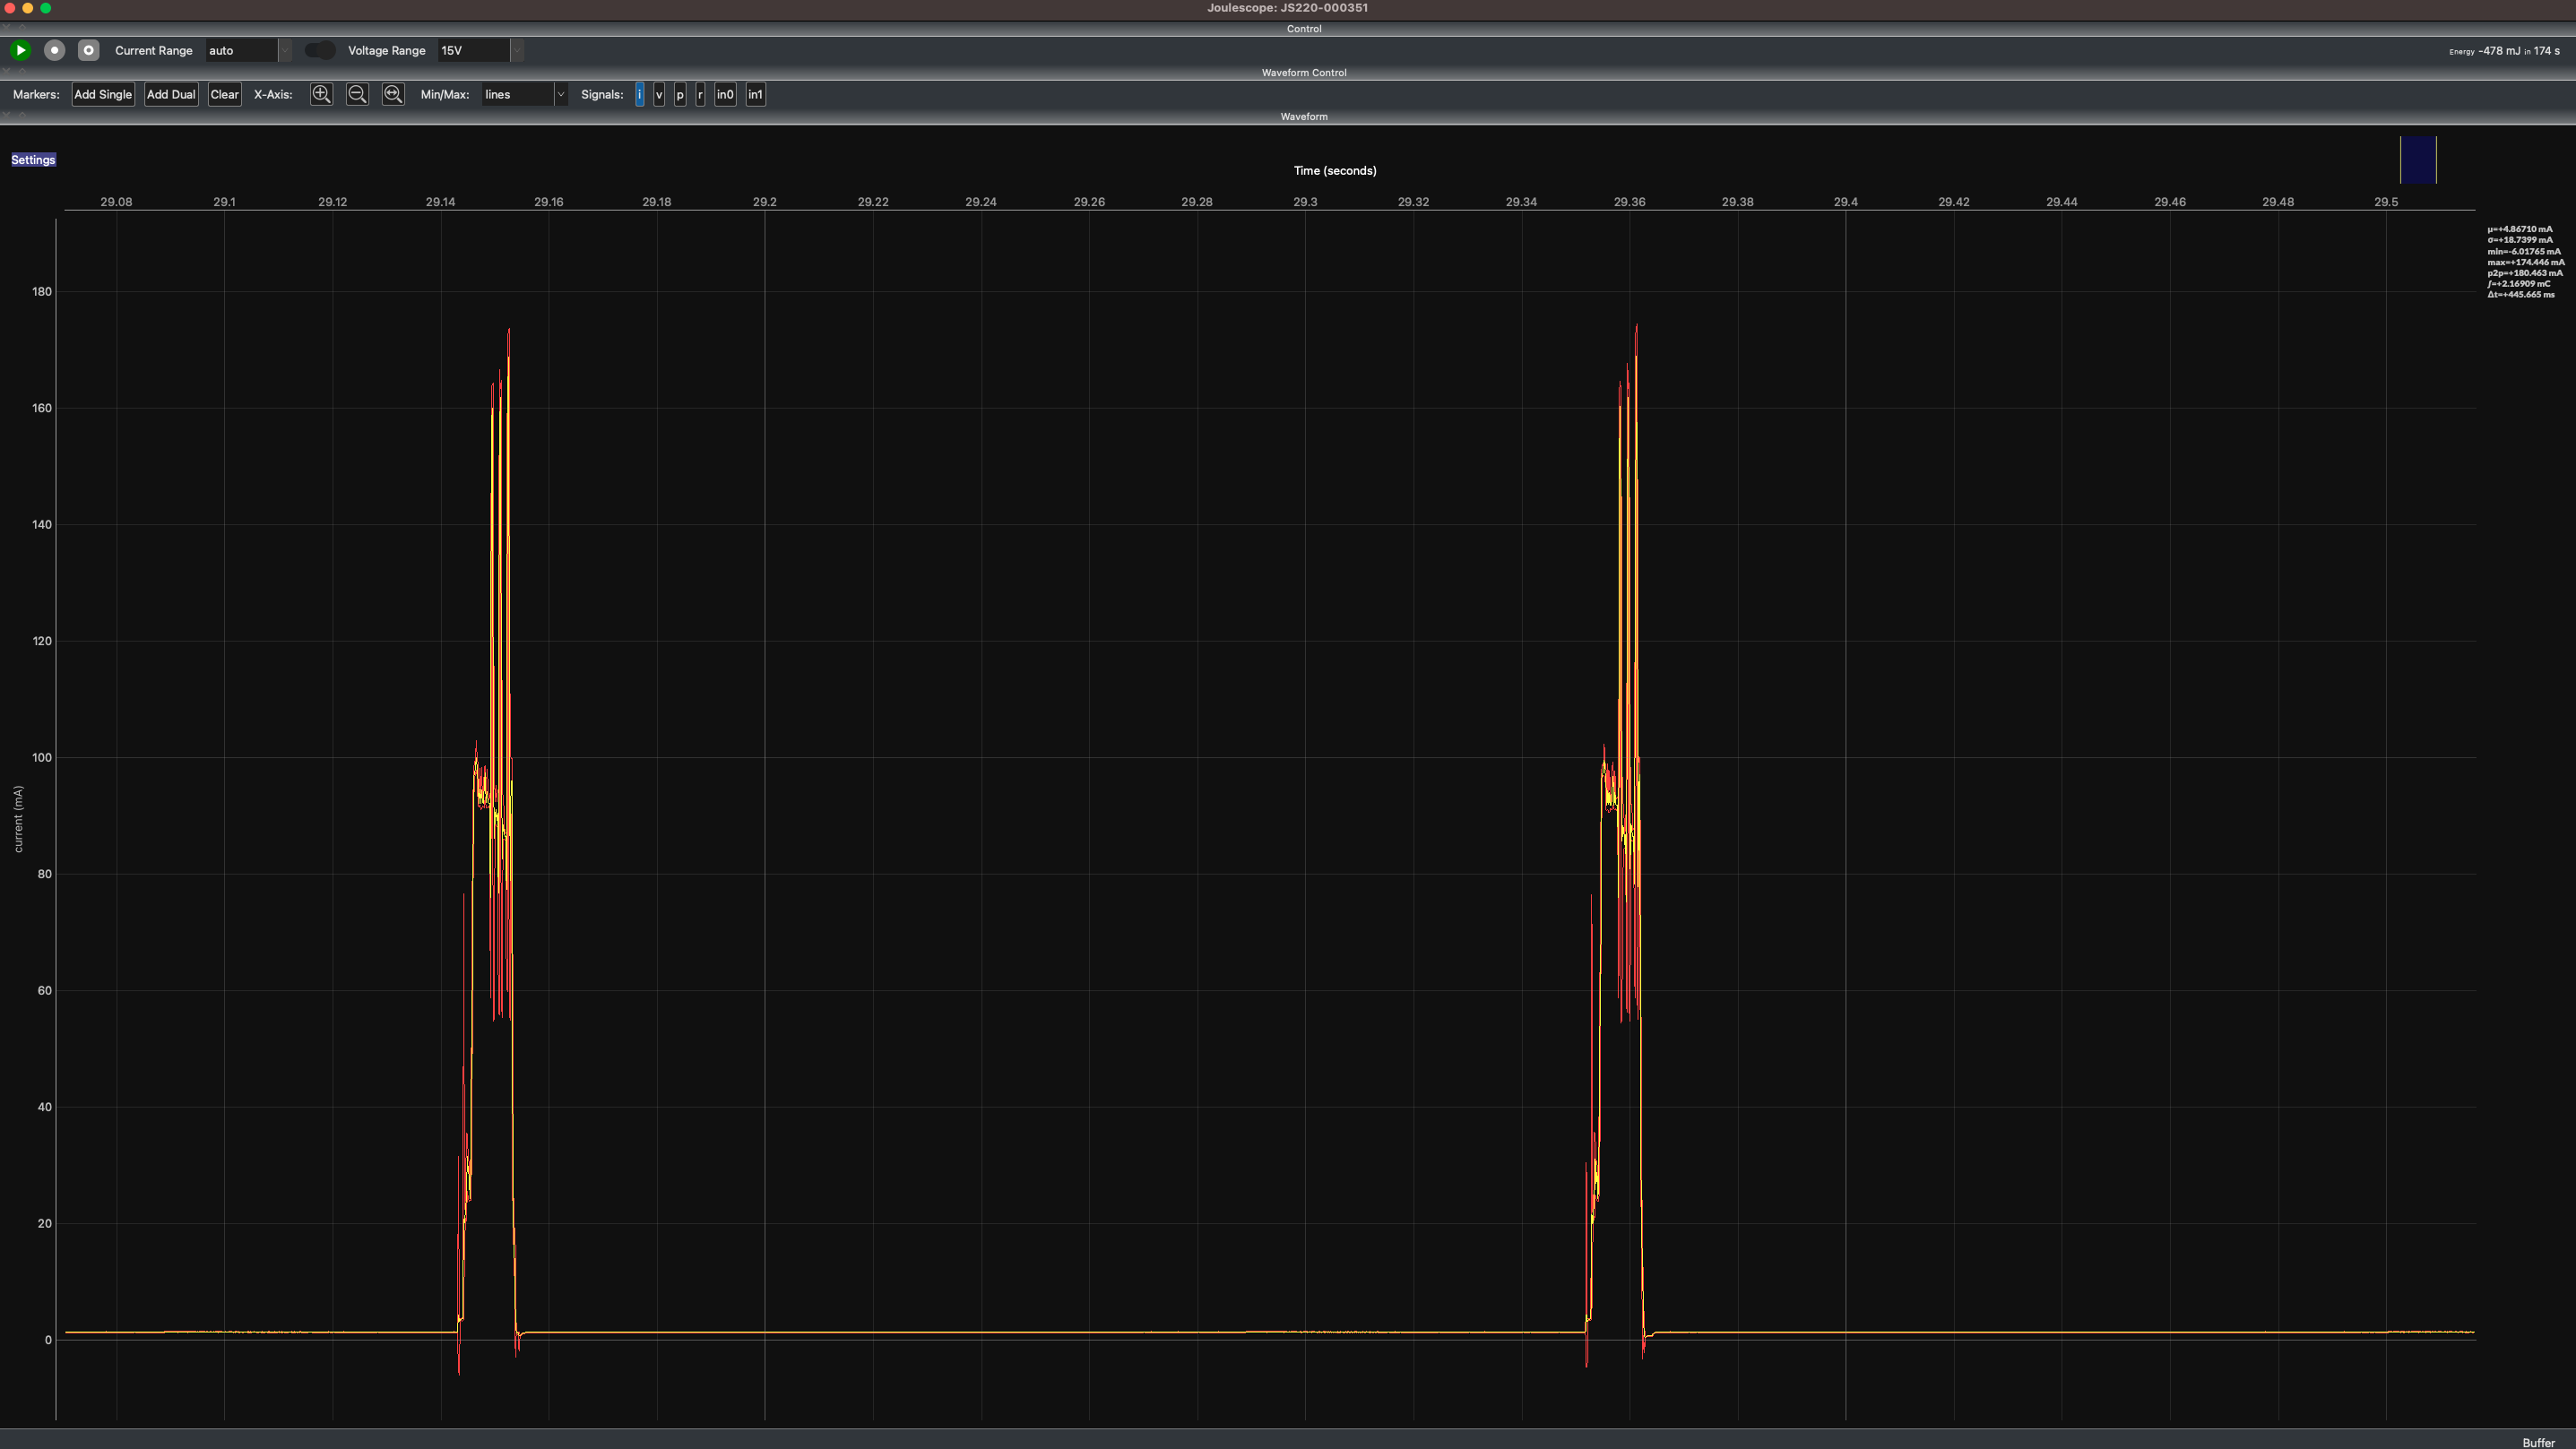 Joulescope: JS220-000351
Control
Current Range auto Voltage Range 15V Energy -478 mJ in 174 s
Waveform Control
Markers: Add Single Add Dual Clear X-Axis: Min/Max: lines Signals: i v p r in0 in1
Waveform
Settings
Time (seconds)
29.08 29.1 29.12 29.14 29.16 29.18 29.2 29.22 29.24 29.26 29.28 29.3 29.32 29.34 29.36 29.38 29.4 29.42 29.44 29.46 29.48 29.5
µ=+4.86710 mA
σ=+18.7399 mA
min=-6.01765 mA
max=+174.446 mA
p2p=+180.463 mA
∫=+2.16909 mC
Δt=+445.665 ms
180
160
140
120
100
80
60
40
20
0
current (mA)
Buffer